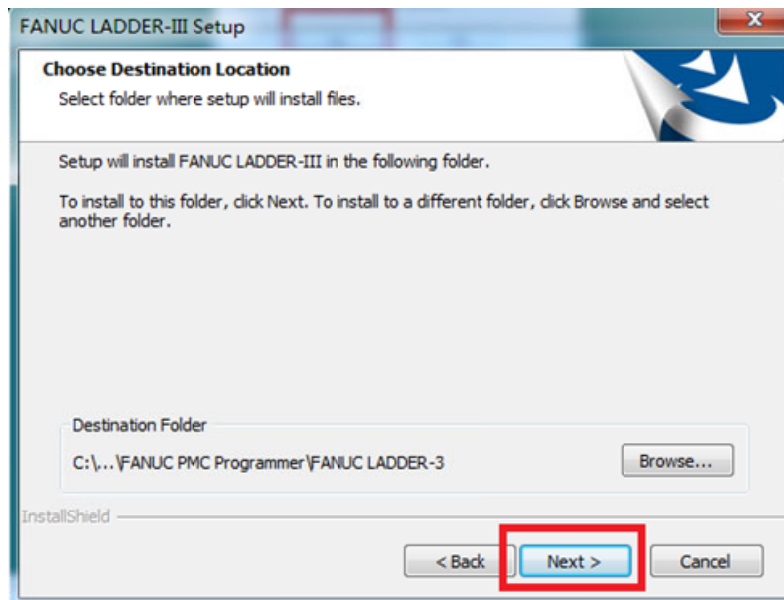 FANUC LADDER-III Setup
Choose Destination Location
Select folder where setup will install files.
Setup will install FANUC LADDER-III in the following folder.
To install to this folder, click Next. To install to a different folder, click Browse and select
another folder.
Destination Folder
C:\...\FANUC PMC Programmer\FANUC LADDER-3
Browse...
InstallShield
< Back
Next >
Cancel